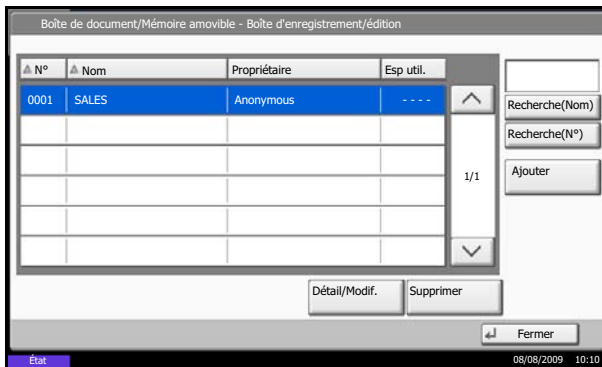 Boîte de document/Mémoire amovible - Boîte d'enregistrement/édition
N° Nom Propriétaire Esp util.
0001 SALES Anonymous - - - -
Recherche(Nom)
Recherche(N°)
1/1
Ajouter
Détail/Modif. Supprimer
Fermer
État 08/08/2009 10:10